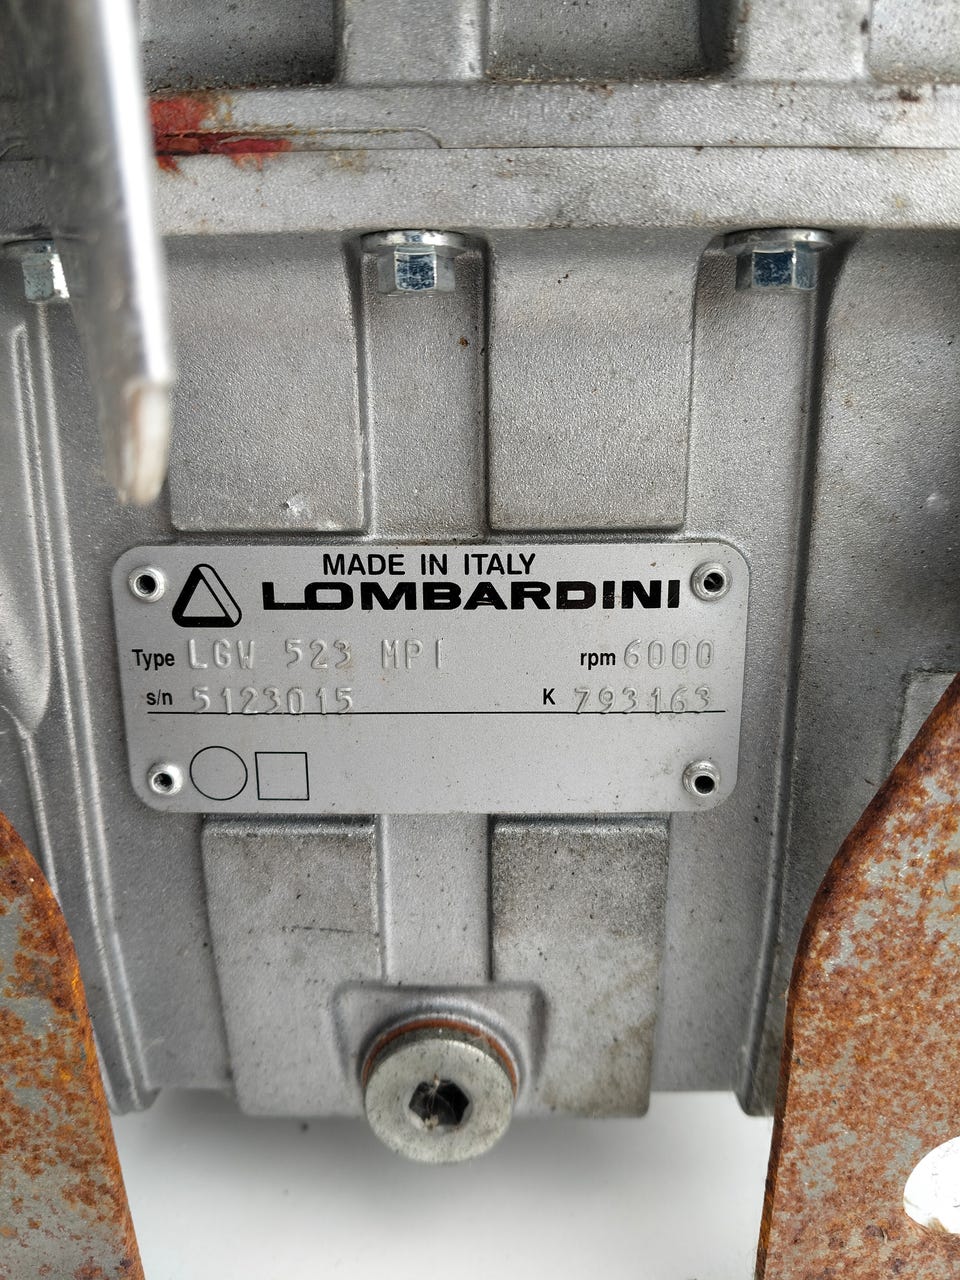 MADE IN ITALY
LOMBARDINI
Type LGW 523 MPI rpm 6000
s/n 5123015 K 793163